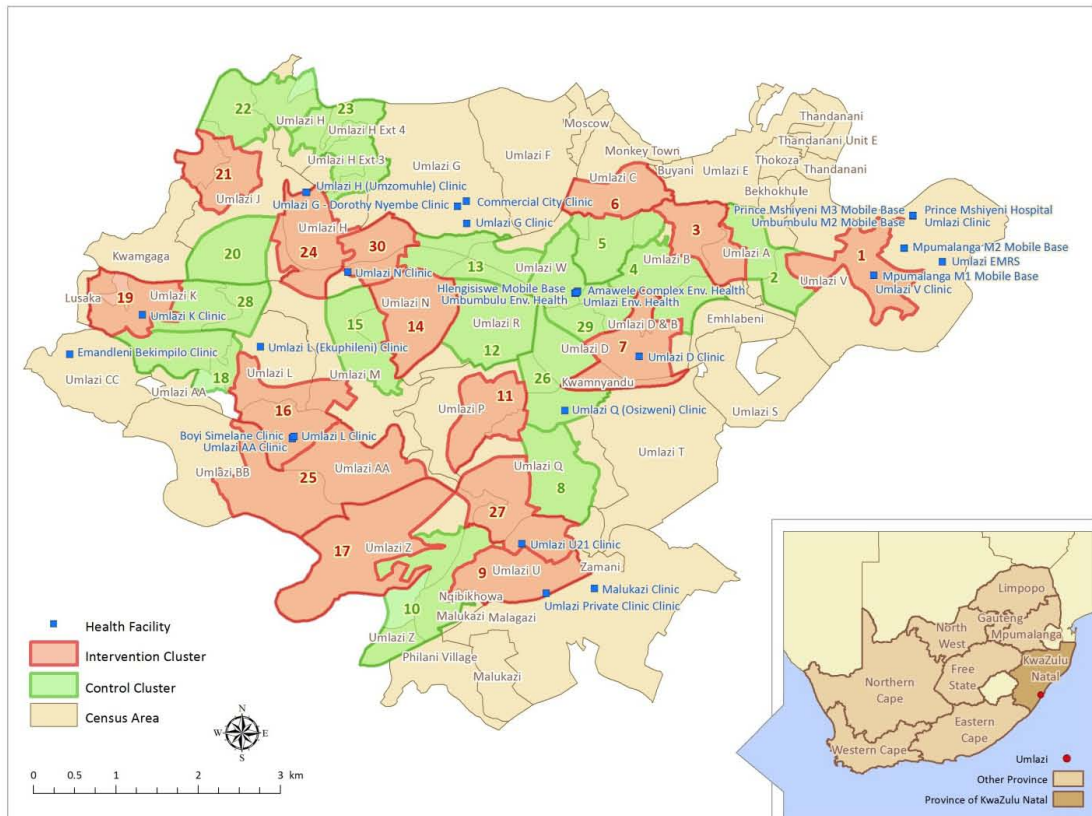 22
23
Umlazi H
Umlazi H Ext 4
Umlazi H Ext 3
Umlazi G
Umlazi F
Moscow
Monkey Town
Buyani
Umlazi E
Thandanani
Thandanani Unit E
Thokoza
Thandanani
Bekhokhule
21
Umlazi J
Umlazi H (Umzomuhle) Clinic
Umlazi G - Dorothy Nyembe Clinic
Commercial City Clinic
Umlazi G Clinic
Umlazi C
6
Prince Mshiyeni M3 Mobile Base
Umbumbulu M2 Mobile Base
Prince Mshiyeni Hospital
Umlazi Clinic
Umlazi H
24
30
5
3
Kwamgaga
20
13
Umlazi W
4
Umlazi B
Umlazi A
2
1
Umlazi V
Mpumalanga M2 Mobile Base
Umlazi EMRS
Mpumalanga M1 Mobile Base
Umlazi V Clinic
Umlazi N Clinic
Hlengisiswe Mobile Base
Umbumbulu Env. Health
Amawele Complex Env. Health
Umlazi Env. Health
Lusaka
19
Umlazi K
28
Umlazi K Clinic
15
Umlazi N
14
Umlazi R
12
29
Umlazi D & B
Emhlabeni
Emandleni Bekimpilo Clinic
Umlazi CC
18
Umlazi AA
Umlazi L (Ekuphileni) Clinic
Umlazi L
Umlazi M
Umlazi D
7
Umlazi D Clinic
26
Kwamnyandu
16
Umlazi P
11
Umlazi Q (Osizweni) Clinic
Umlazi S
Boyi Simelane Clinic
Umlazi AA Clinic
Umlazi L Clinic
Umlazi BB
25
Umlazi AA
Umlazi Q
8
Umlazi T
27
17
Umlazi Z
Umlazi U21 Clinic
9
Umlazi U
Zamani
Malukazi Clinic
Umlazi Private Clinic Clinic
Nqibikhowa
10
Malukazi
Malagazi
Umlazi Z
Philani Village
Malukazi
Health Facility
Intervention Cluster
Control Cluster
Census Area
N
W E
S
0 0.5 1 2 3 km
Limpopo
Gauteng
North
West
Mpumalanga
Free
State
KwaZulu
Natal
Northern
Cape
Eastern
Cape
Western Cape
Umlazi
Other Province
Province of KwaZulu Natal